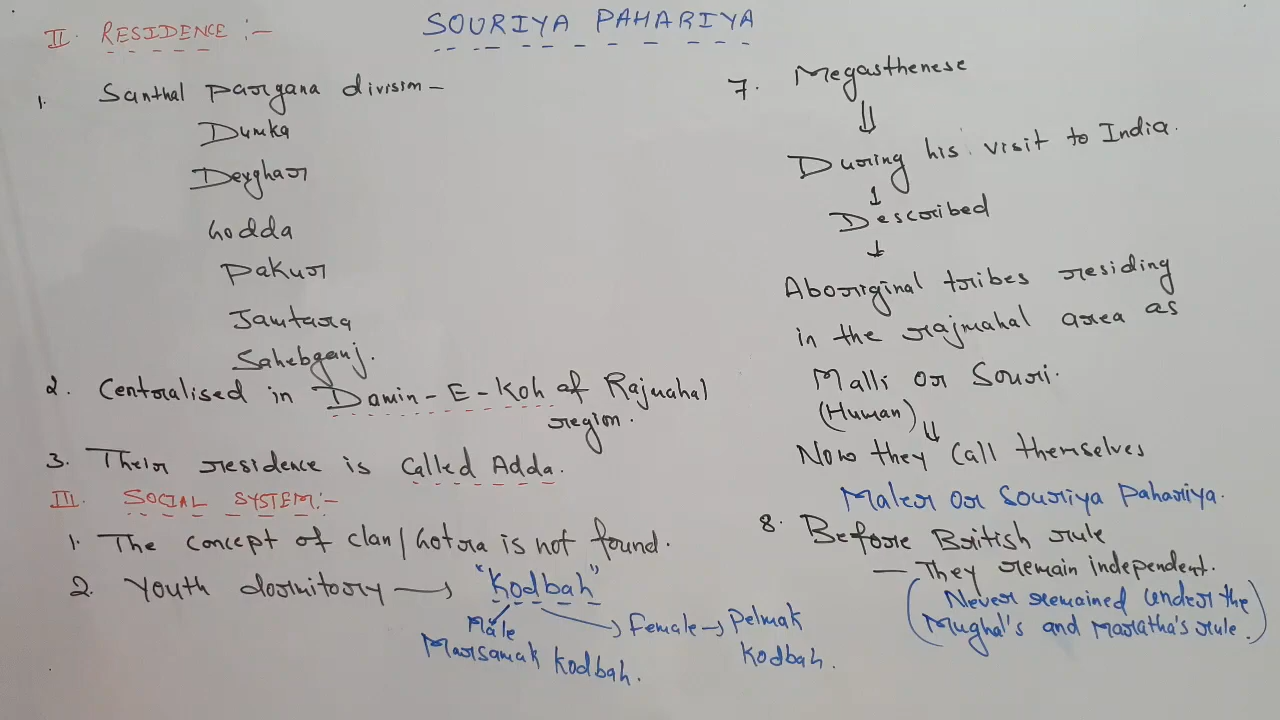 SOURIYA PAHARIYA
II. RESIDENCE :-
1. Santhal pargana division -
Dumka
Devghar
Godda
Pakur
Jamtara
Sahebganj.
2. Centralised in Damin-E-Koh of Rajmahal
region.
3. Their residence is called Adda.
III. SOCIAL SYSTEM:-
1. The concept of clan/Gotra is not found.
2. Youth dormitory → "Kodbah"
Male
Marsamak Kodbah.
→ Female → Pelmak
Kodbah.
7. Megasthenese
⇓
During his visit to India.
↓
Described
↓
Aboriginal tribes residing
in the rajmahal area as
Malli or Souri.
(Human) ⇓
Now they call themselves
Maler or Souriya Pahariya.
8. Before British rule
— They remain independent.
(Never remained under the
Mughal's and Maratha's rule.)